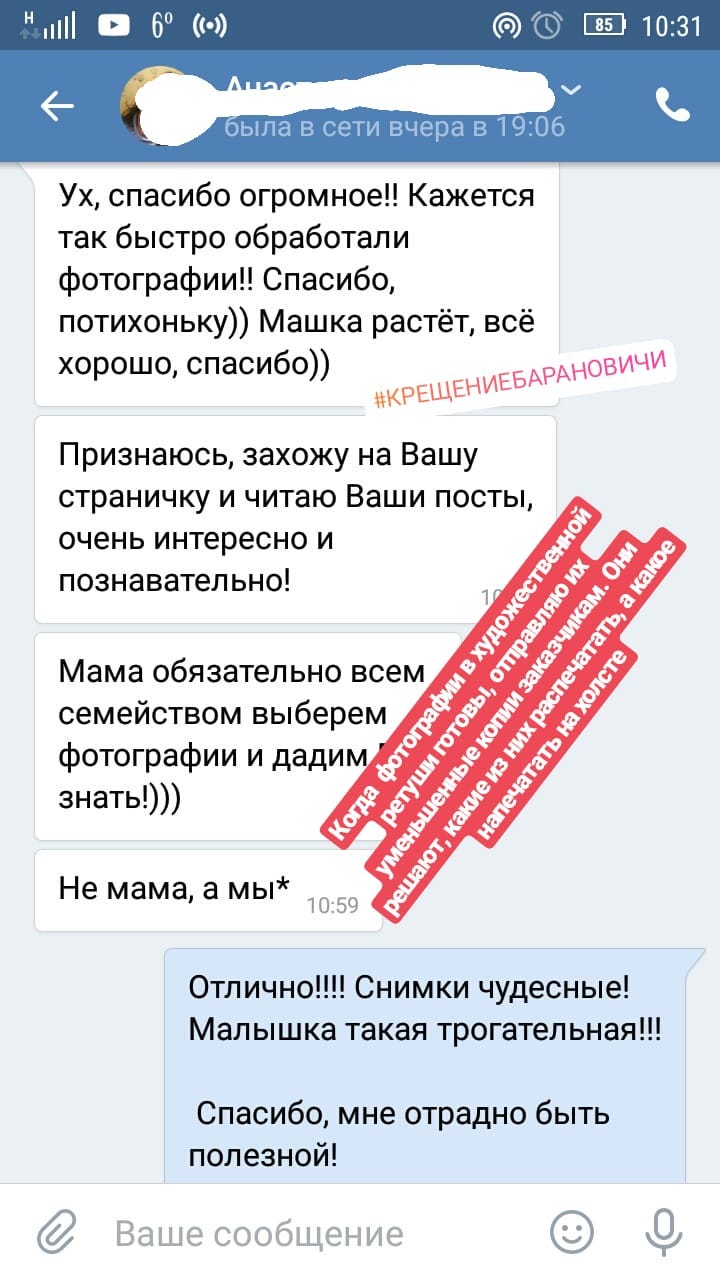 H 6° 85 10:31
была в сети вчера в 19:06
Ух, спасибо огромное!! Кажется
так быстро обработали
фотографии!! Спасибо,
потихоньку)) Машка растёт, всё
хорошо, спасибо))
#КРЕЩЕНИЕБАРАНОВИЧИ
Признаюсь, захожу на Вашу
страничку и читаю Ваши посты,
очень интересно и
познавательно!
Мама обязательно всем
семейством выберем
фотографии и дадим
знать!)))
Когда фотографии в художественной
ретуши готовы, отправляю их
уменьшенные копии заказчикам. Они
решают, какие из них распечатать, а какое
напечатать на холсте
Не мама, а мы*
10:59
Отлично!!!! Снимки чудесные!
Малышка такая трогательная!!!
Спасибо, мне отрадно быть
полезной!
Ваше сообщение